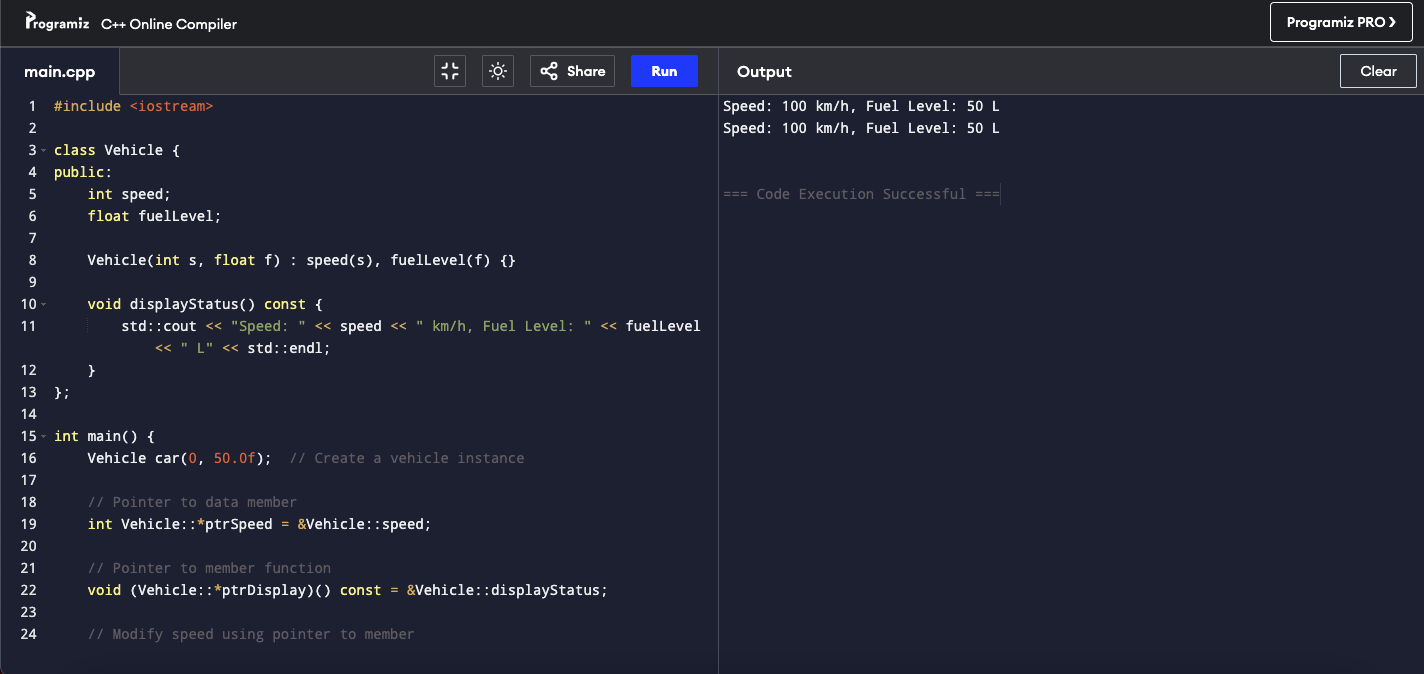 Programiz C++ Online Compiler
Programiz PRO ❯
main.cpp
Share
Run
Output
Clear
1 #include <iostream>
2
3 class Vehicle {
4 public:
5     int speed;
6     float fuelLevel;
7
8     Vehicle(int s, float f) : speed(s), fuelLevel(f) {}
9
10     void displayStatus() const {
11         std::cout << "Speed: " << speed << " km/h, Fuel Level: " << fuelLevel
            << " L" << std::endl;
12     }
13 };
14
15 int main() {
16     Vehicle car(0, 50.0f);  // Create a vehicle instance
17
18     // Pointer to data member
19     int Vehicle::*ptrSpeed = &Vehicle::speed;
20
21     // Pointer to member function
22     void (Vehicle::*ptrDisplay)() const = &Vehicle::displayStatus;
23
24     // Modify speed using pointer to member
Speed: 100 km/h, Fuel Level: 50 L
Speed: 100 km/h, Fuel Level: 50 L
=== Code Execution Successful ===